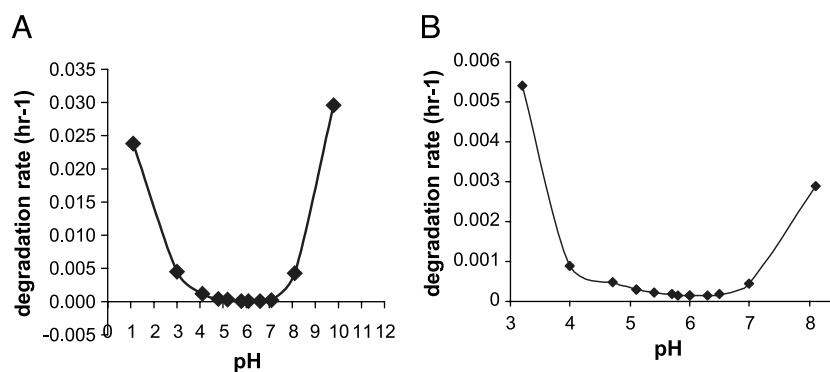 A
degradation rate (hr-1)
0.035
0.030
0.025
0.020
0.015
0.010
0.005
0.000
-0.005
0 1 2 3 4 5 6 7 8 9 10 11 12
pH
B
degradation rate (hr-1)
0.006
0.005
0.004
0.003
0.002
0.001
0
3 4 5 6 7 8
pH